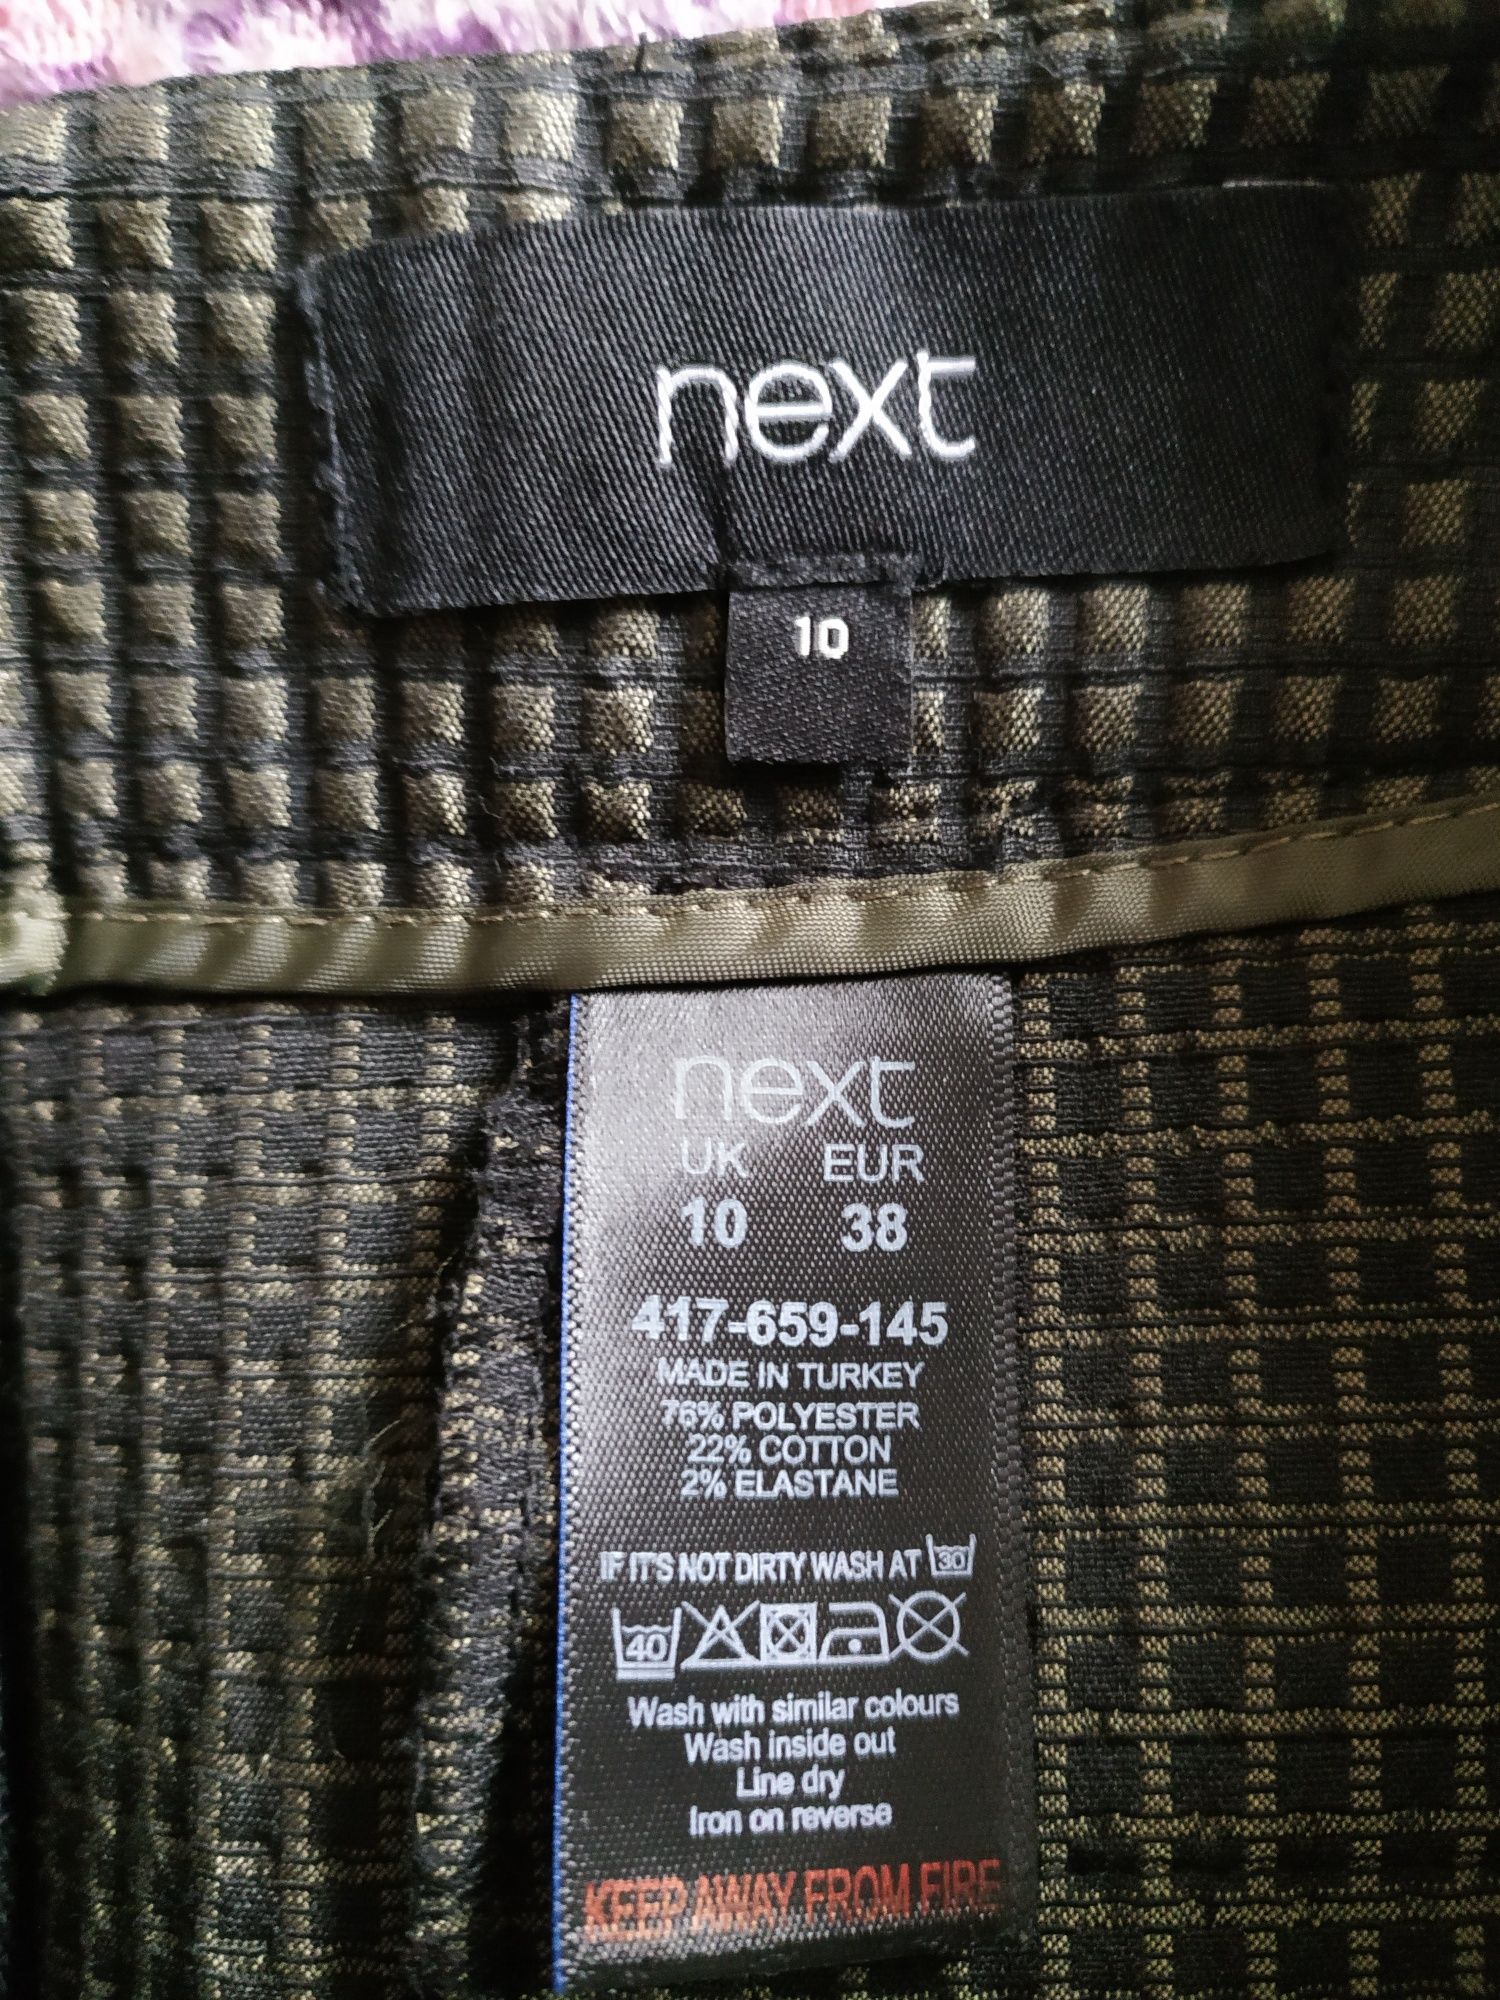 next
10
next
UK EUR
10 38
417-659-145
MADE IN TURKEY
76% POLYESTER
22% COTTON
2% ELASTANE
IF IT'S NOT DIRTY WASH AT 30
40
Wash with similar colours
Wash inside out
Line dry
Iron on reverse
KEEP AWAY FROM FIRE